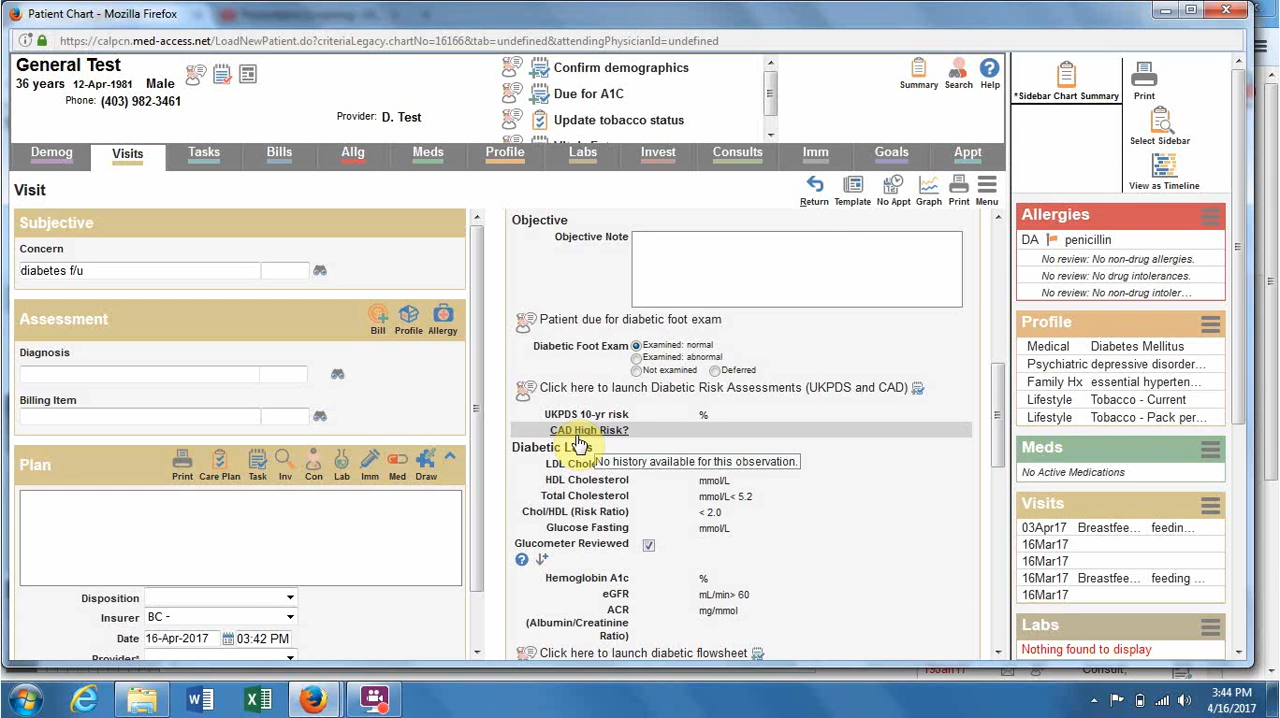 Patient Chart - Mozilla Firefox
https://calpcn.med-access.net/LoadNewPatient.do?criteriaLegacy.chartNo=16166&tab=undefined&attendingPhysicianId=undefined
General Test
36 years 12-Apr-1981 Male
Phone: (403) 982-3461
Provider: D. Test
Confirm demographics
Due for A1C
Update tobacco status
Summary Search Help
Demog Visits Tasks Bills Allg Meds Profile Labs Invest Consults Imm Goals Appt
Visit
Return Template No Appt Graph Print Menu
Subjective
Concern
diabetes f/u
Assessment
Bill Profile Allergy
Diagnosis
Billing Item
Plan
Print Care Plan Task Inv Con Lab Imm Med Draw
Disposition
Insurer BC -
Date 16-Apr-2017 03:42 PM
Provider*
Objective
Objective Note
Patient due for diabetic foot exam
Diabetic Foot Exam Examined: normal
Examined: abnormal
Not examined Deferred
Click here to launch Diabetic Risk Assessments (UKPDS and CAD)
UKPDS 10-yr risk %
CAD High Risk?
Diabetic
No history available for this observation.
LDL
HDL Cholesterol mmol/L
Total Cholesterol mmol/L< 5.2
Chol/HDL (Risk Ratio) < 2.0
Glucose Fasting mmol/L
Glucometer Reviewed
Hemoglobin A1c %
eGFR mL/min> 60
ACR mg/mmol
(Albumin/Creatinine
Ratio)
Click here to launch diabetic flowsheet
*Sidebar Chart Summary
Print
Select Sidebar
View as Timeline
Allergies
DA penicillin
No review: No non-drug allergies.
No review: No drug intolerances.
No review: No non-drug intoler...
Profile
Medical Diabetes Mellitus
Psychiatric depressive disorder...
Family Hx essential hyperten...
Lifestyle Tobacco - Current
Lifestyle Tobacco - Pack per...
Meds
No Active Medications
Visits
03Apr17 Breastfee... feedin...
16Mar17
16Mar17
16Mar17 Breastfee... feeding ...
16Mar17
Labs
Nothing found to display
3:44 PM
4/16/2017